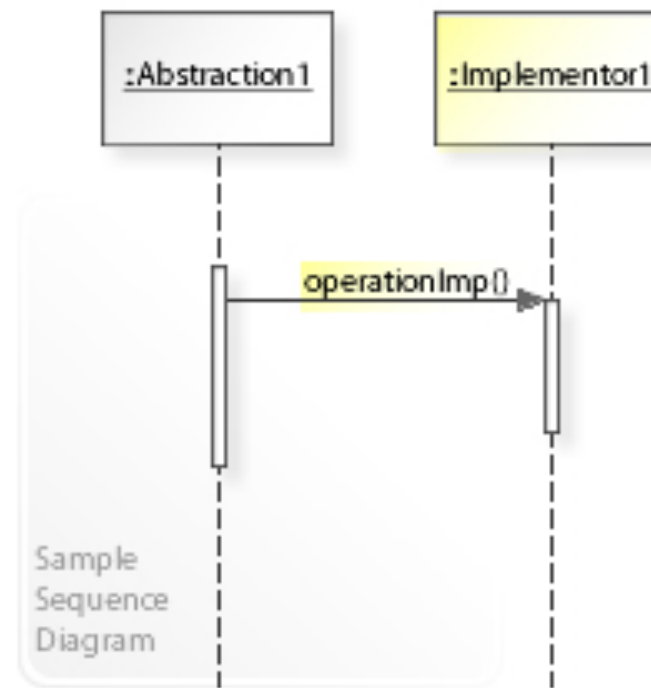 :Abstraction1
:Implementor1
operationImp()
Sample
Sequence
Diagram